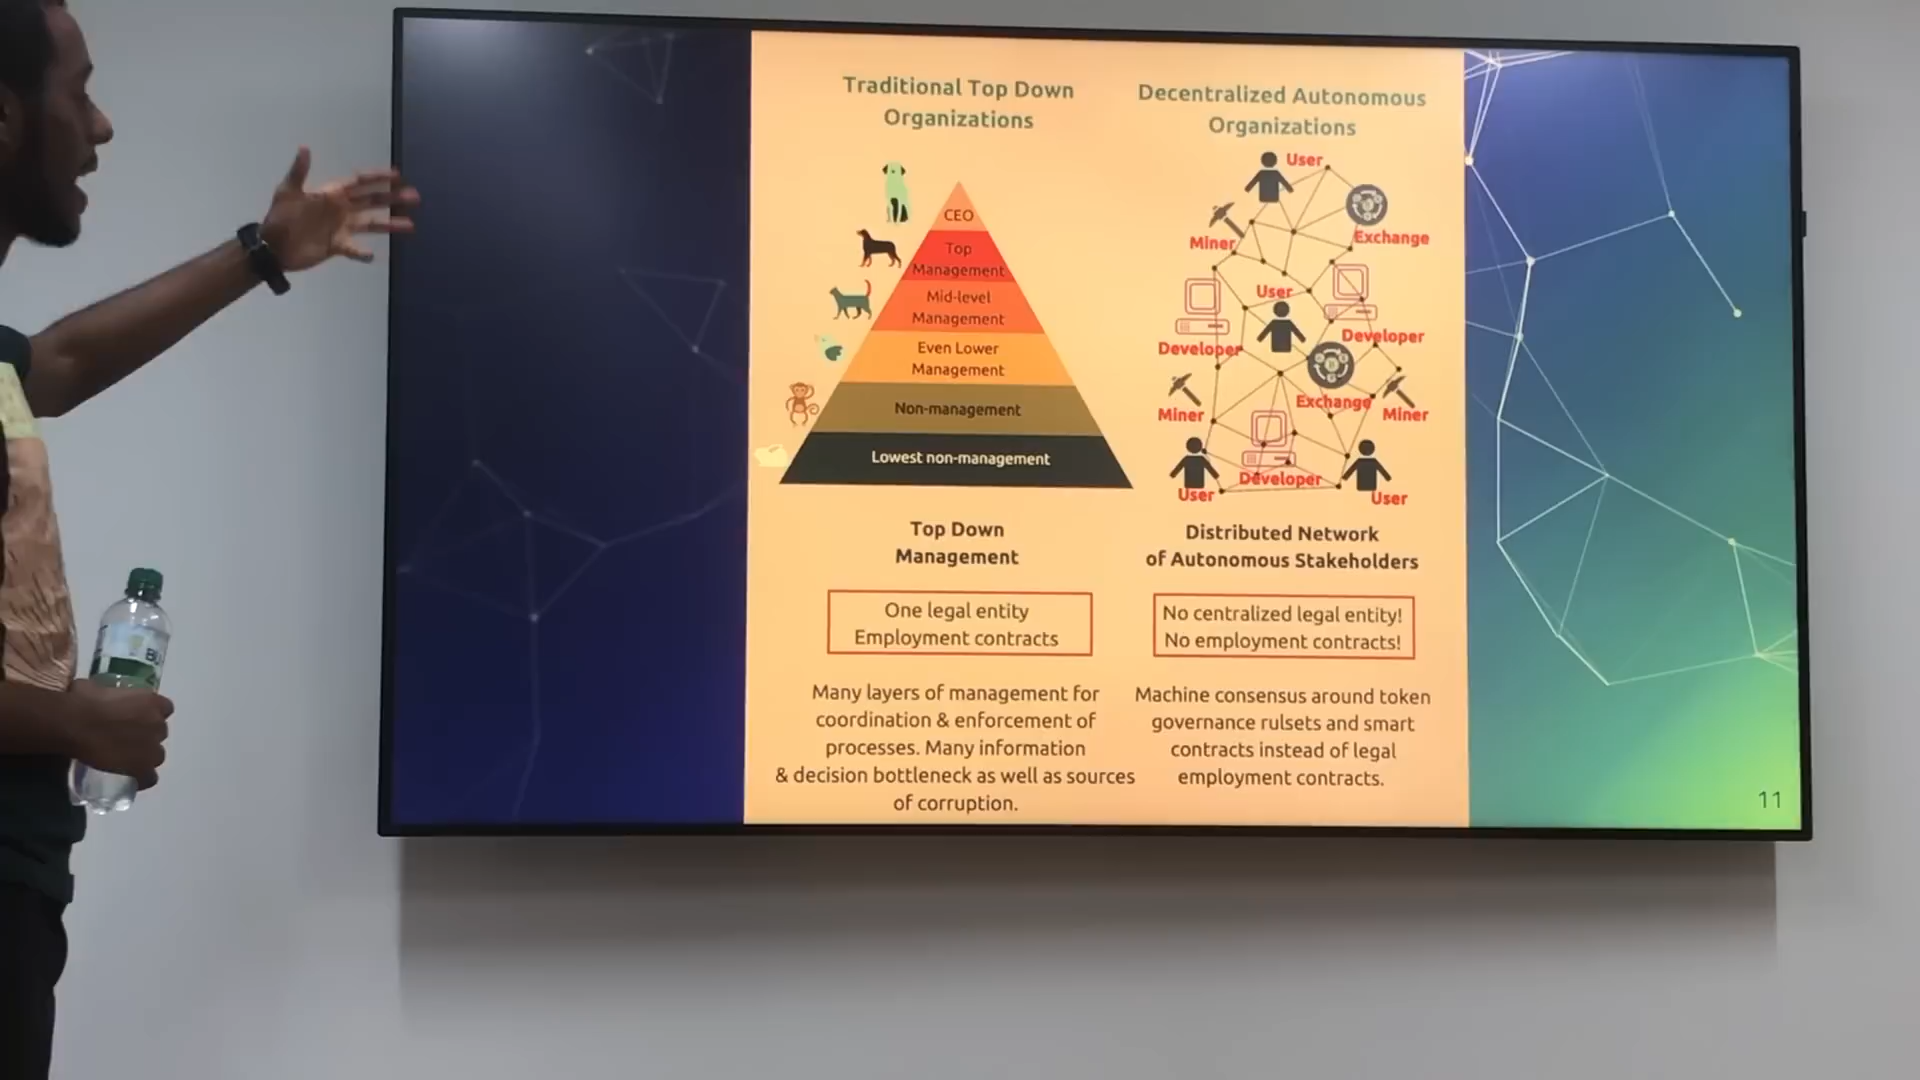 Traditional Top Down
Organizations
CEO
Top
Management
Mid-level
Management
Even Lower
Management
Non-management
Lowest non-management
Top Down
Management
One legal entity
Employment contracts
Many layers of management for
coordination & enforcement of
processes. Many information
& decision bottleneck as well as sources
of corruption.
Decentralized Autonomous
Organizations
User
Miner
Exchange
User
Developer
Developer
Miner
Exchange
Miner
User
Developer
User
Distributed Network
of Autonomous Stakeholders
No centralized legal entity!
No employment contracts!
Machine consensus around token
governance rulsets and smart
contracts instead of legal
employment contracts.
11